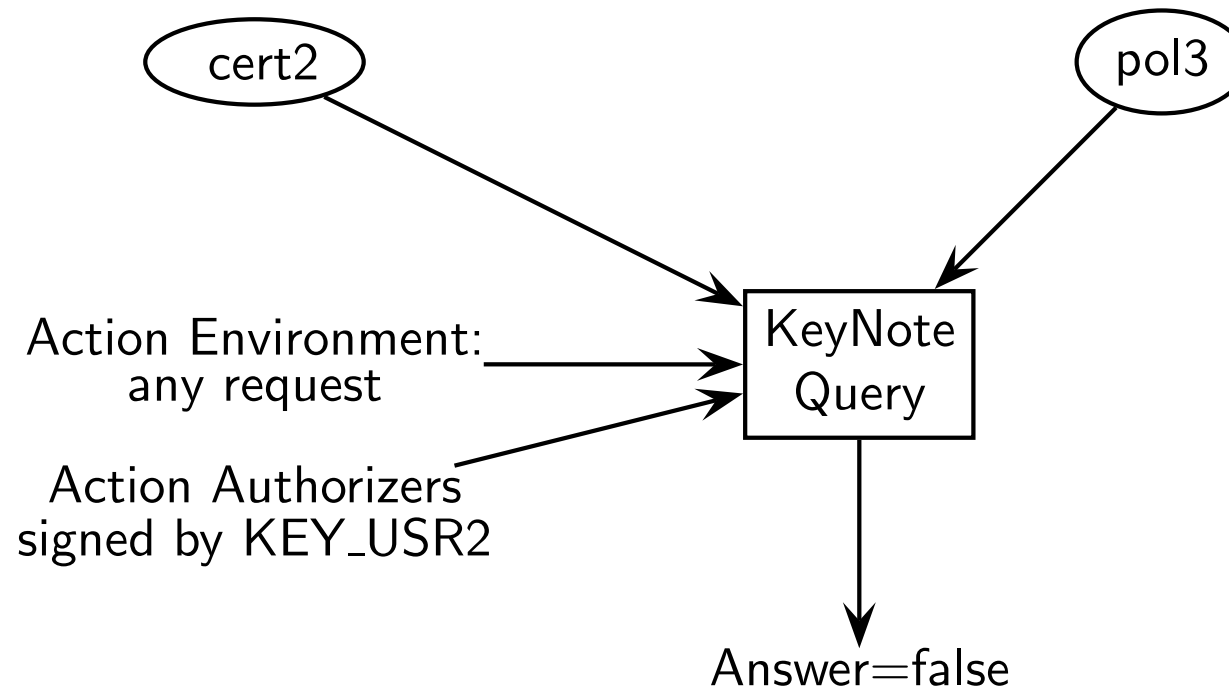 cert2
pol3
KeyNote
Query
Action Environment:
any request
Action Authorizers
signed by KEY_USR2
Answer=false